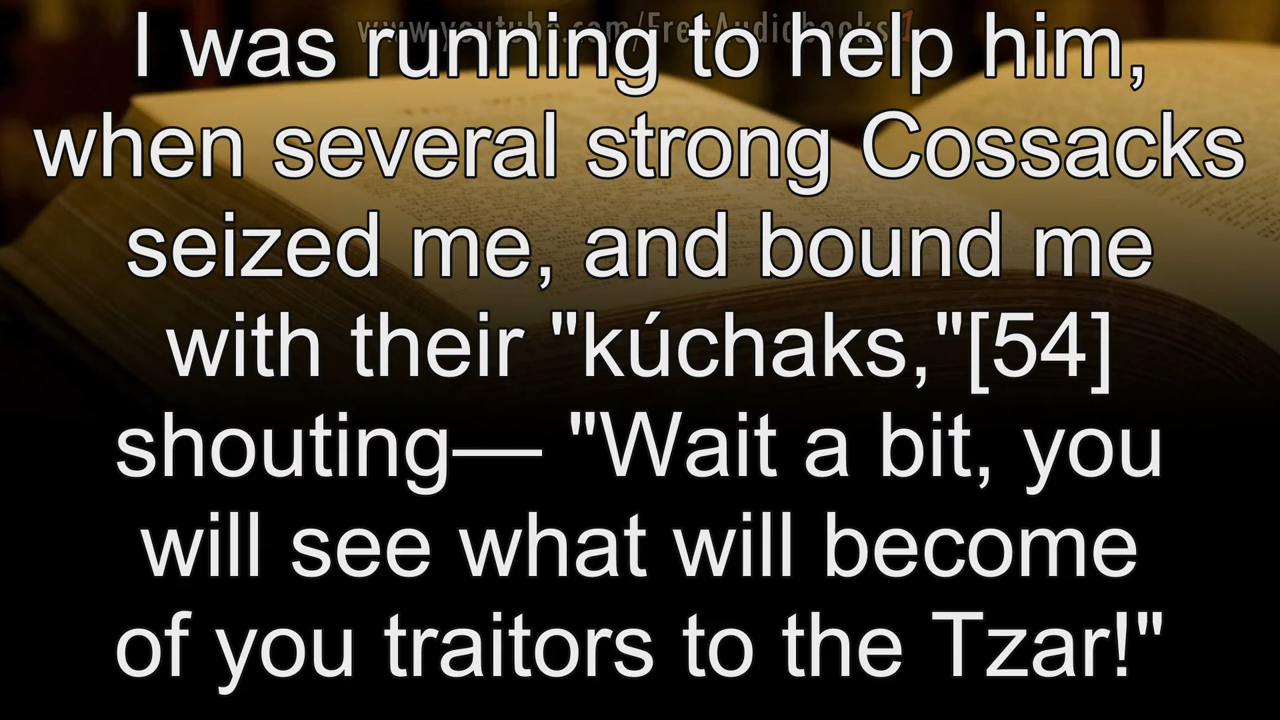 www.youtube.com/FreeAudiobooks1
I was running to help him,
when several strong Cossacks
seized me, and bound me
with their "kúchaks,"[54]
shouting— "Wait a bit, you
will see what will become
of you traitors to the Tzar!"